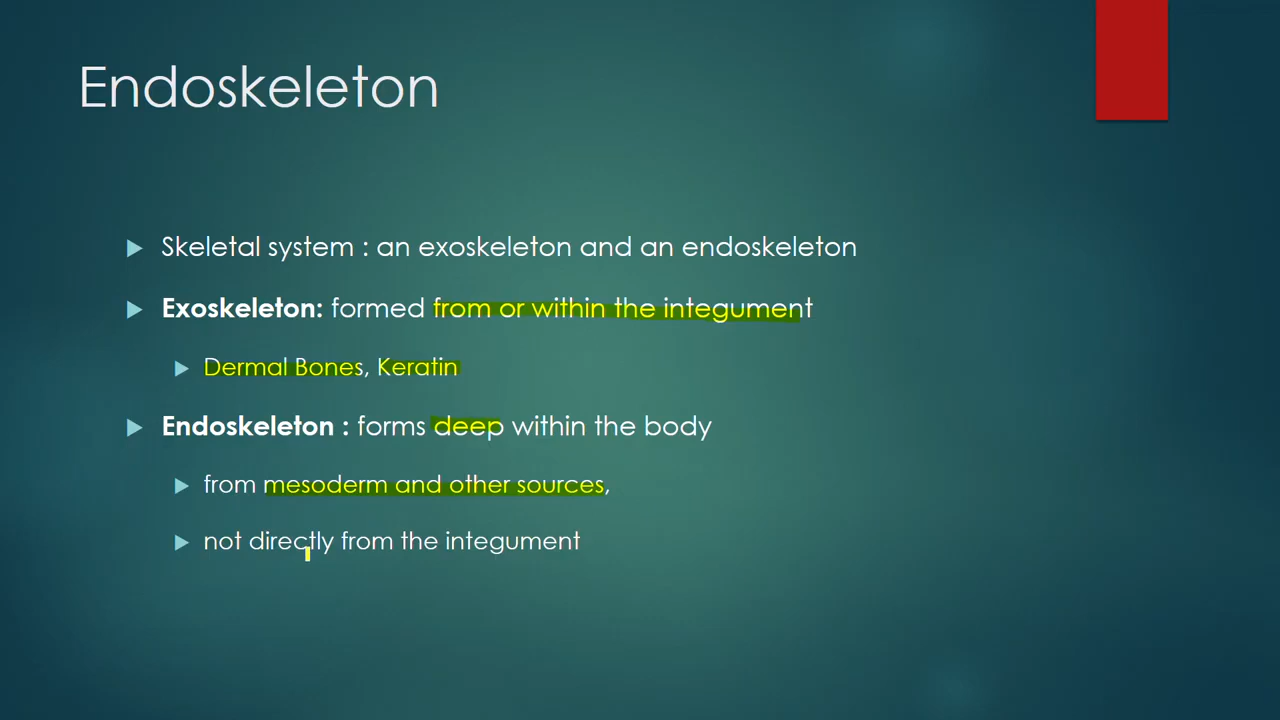 Endoskeleton
Skeletal system : an exoskeleton and an endoskeleton
Exoskeleton: formed from or within the integument
Dermal Bones, Keratin
Endoskeleton : forms deep within the body
from mesoderm and other sources,
not directly from the integument